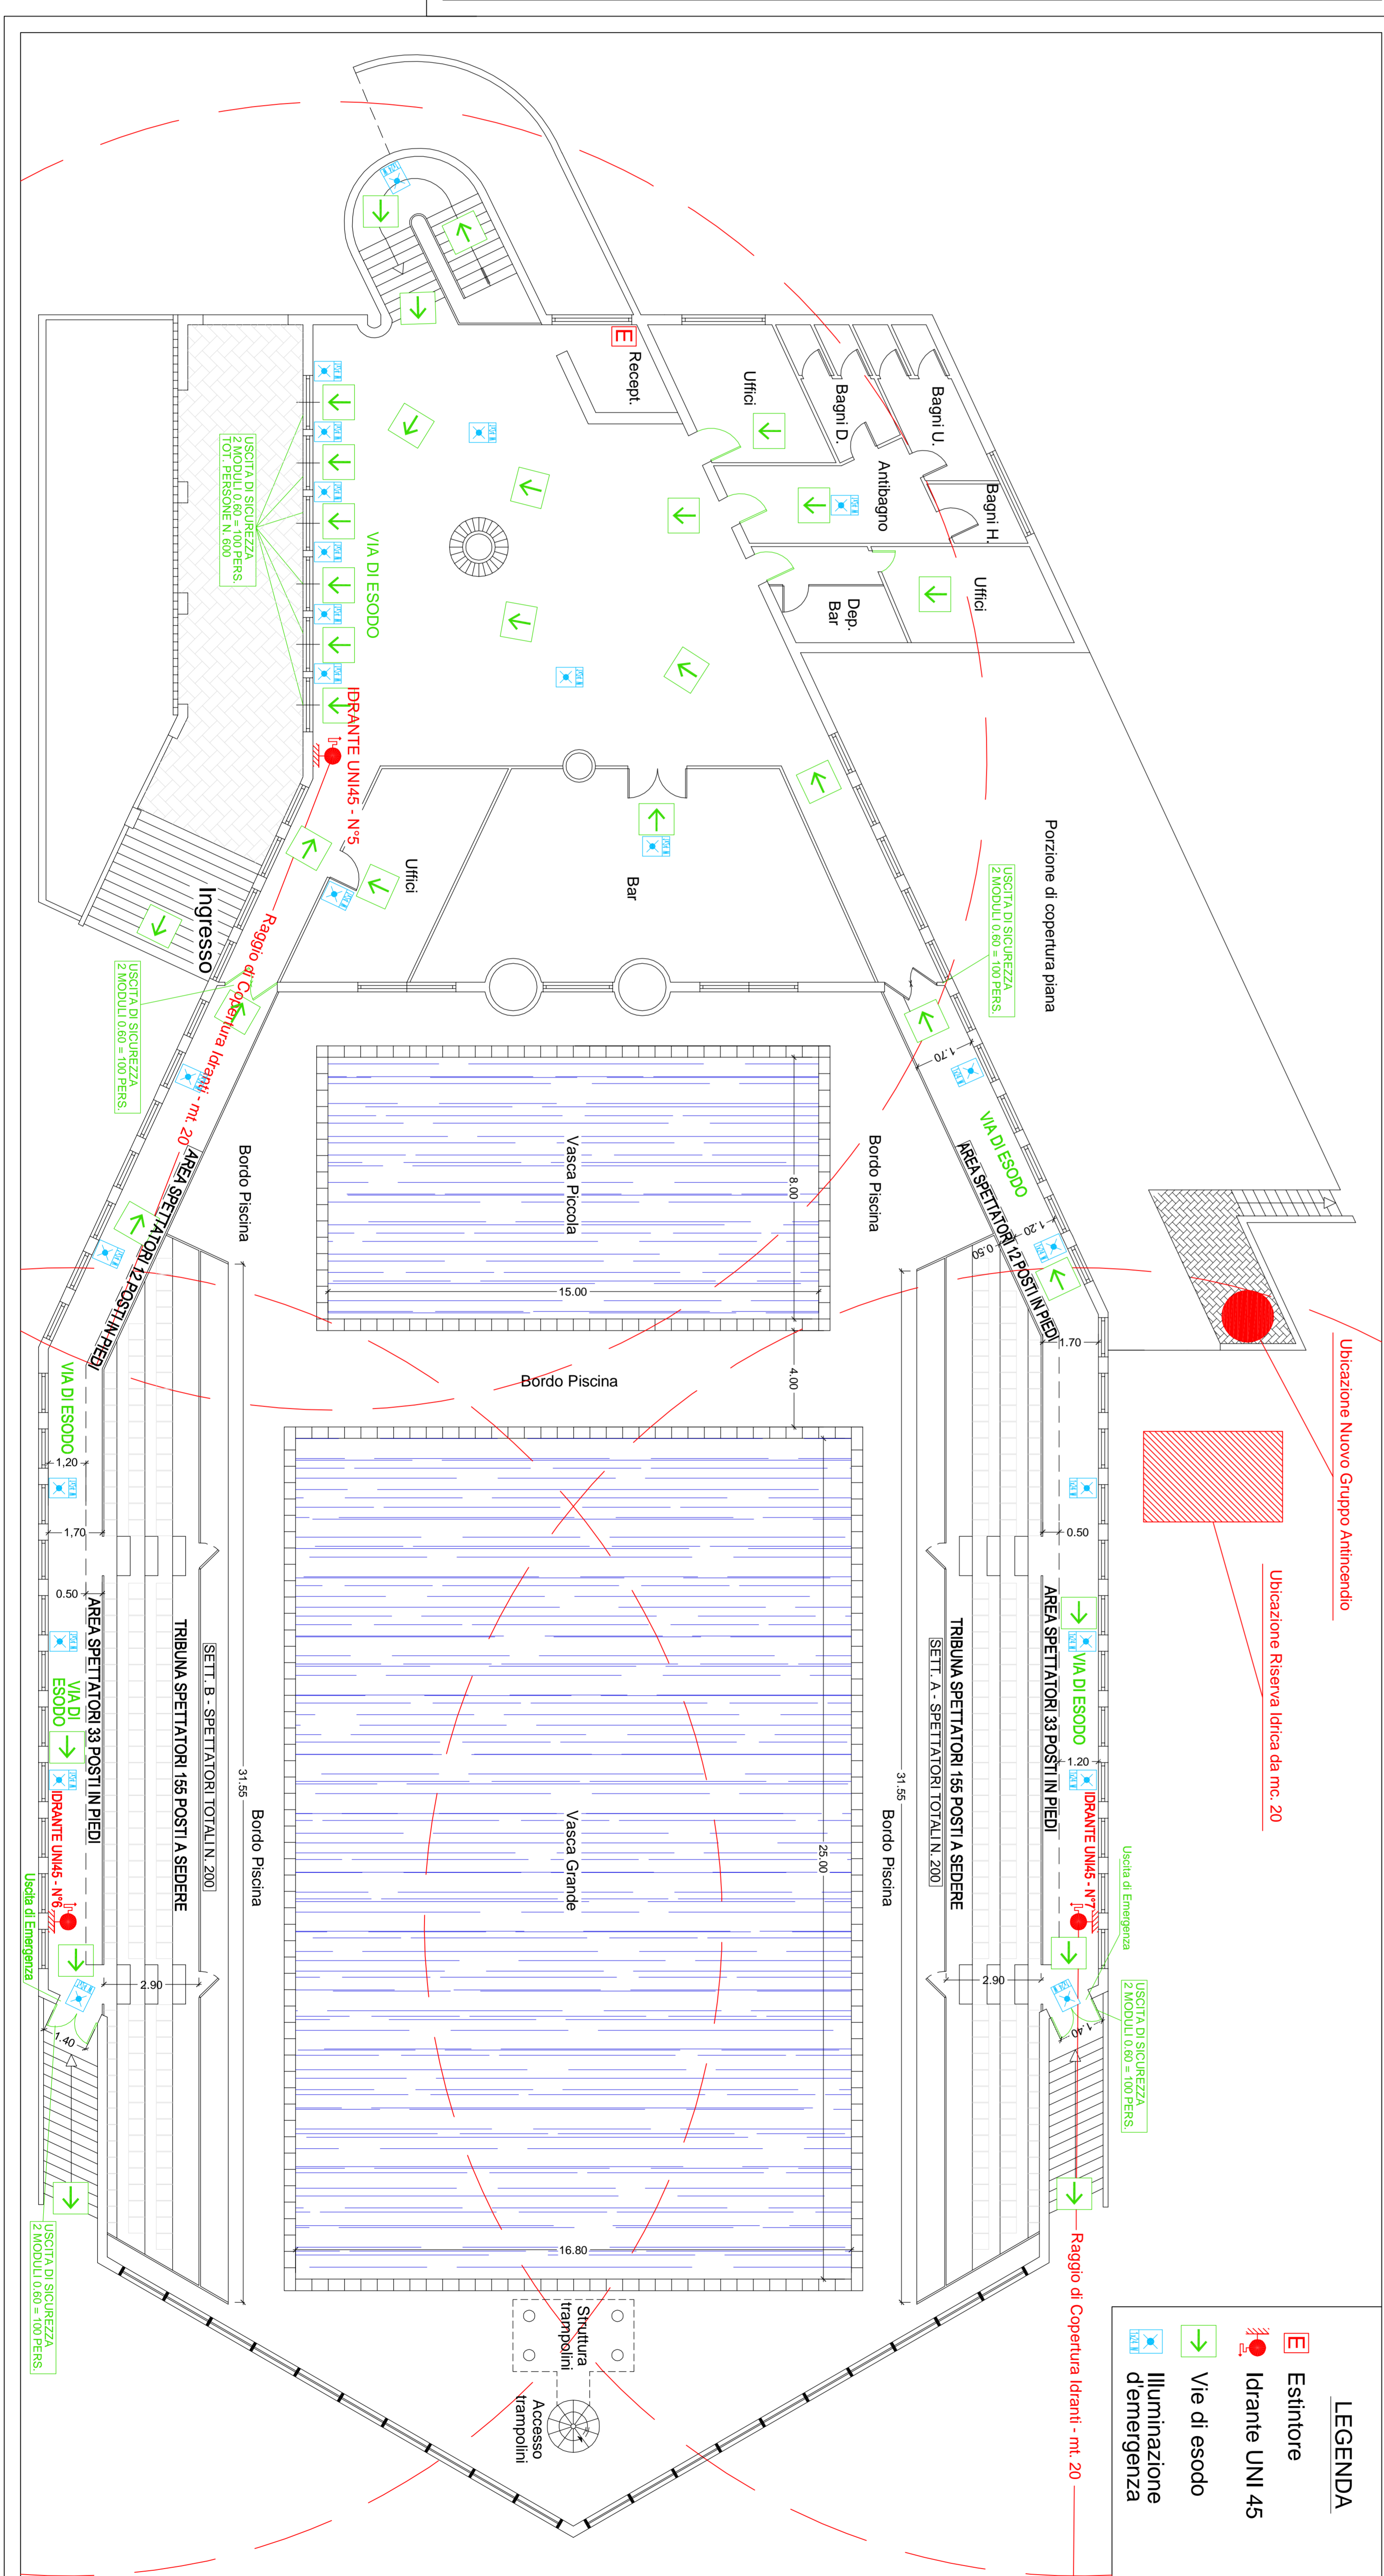 LEGENDA
E
Estintore
Idrante UNI 45
Vie di esodo
Illuminazione
d'emergenza
Ubicazione Nuovo Gruppo Antincendio
Ubicazione Riserva Idrica da mc. 20
Porzione di copertura piana
USCITA DI SICUREZZA
2 MODULI 0.60 = 100 PERS.
Uscita di Emergenza
USCITA DI SICUREZZA
2 MODULI 0.60 = 100 PERS.
Raggio di Copertura Idranti - mt. 20
IDRANTE UNI45 - N°7
VIA DI ESODO
VIA DI ESODO
1.70
1.20
0.50
1.70
0.50
1.20
1.40
2.90
AREA SPETTATORI 12 POSTI IN PIEDI
AREA SPETTATORI 33 POSTI IN PIEDI
TRIBUNA SPETTATORI 155 POSTI A SEDERE
SETT. A - SPETTATORI TOTALI N. 200
31.55
Bordo Piscina
Bordo Piscina
Bagni U.
Bagni H.
Bagni D.
Antibagno
Uffici
Uffici
Dep.
Bar
E
Recept.
Bar
Uffici
8.00
Vasca Piccola
15.00
4.00
Bordo Piscina
25.00
Vasca Grande
16.80
Struttura
trampolini
Accesso
trampolini
VIA DI ESODO
IDRANTE UNI45 - N°5
USCITA DI SICUREZZA
2 MODULI 0.60 = 100 PERS.
TOT. PERSONE N. 600
Ingresso
Raggio di Copertura Idranti - mt. 20
USCITA DI SICUREZZA
2 MODULI 0.60 = 100 PERS.
Bordo Piscina
Bordo Piscina
31.55
SETT. B - SPETTATORI TOTALI N. 200
TRIBUNA SPETTATORI 155 POSTI A SEDERE
AREA SPETTATORI 12 POSTI IN PIEDI
AREA SPETTATORI 33 POSTI IN PIEDI
VIA DI ESODO
1,20
1,70
0.50
2.90
1.40
VIA DI
ESODO
IDRANTE UNI45 - N°6
Uscita di Emergenza
USCITA DI SICUREZZA
2 MODULI 0.60 = 100 PERS.